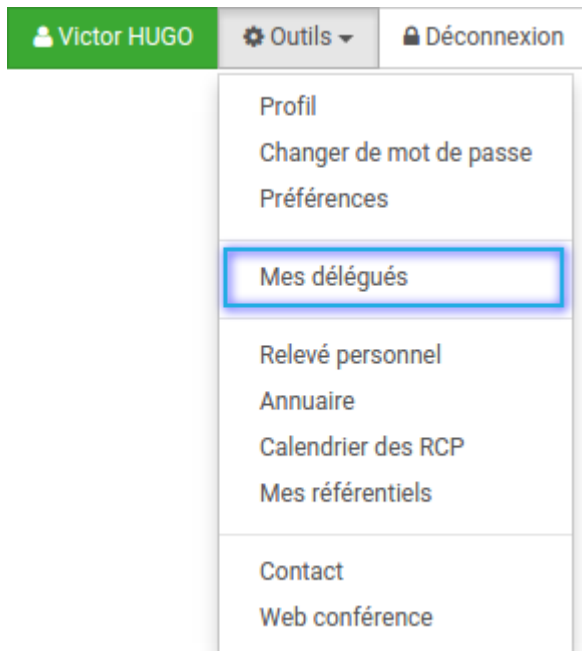 Victor HUGO Outils Déconnexion
Profil
Changer de mot de passe
Préférences
Mes délégués
Relevé personnel
Annuaire
Calendrier des RCP
Mes référentiels
Contact
Web conférence